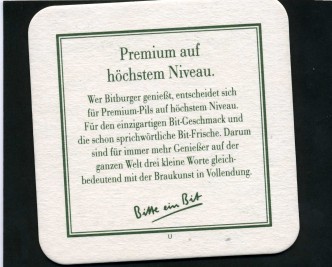 Premium auf
höchstem Niveau.
Wer Bitburger genießt, entscheidet sich
für Premium-Pils auf höchstem Niveau.
Für den einzigartigen Bit-Geschmack und
die schon sprichwörtliche Bit-Frische. Darum
sind für immer mehr Genießer auf der
ganzen Welt drei kleine Worte gleich-
bedeutend mit der Braukunst in Vollendung.
Bitte ein Bit
U